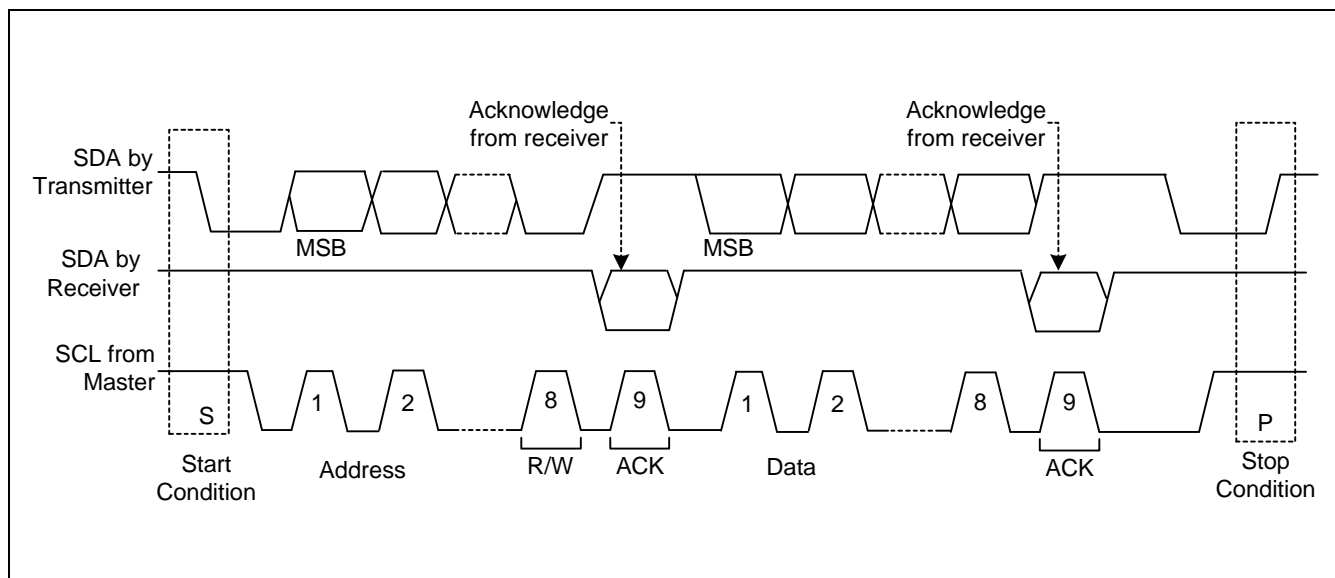 Acknowledge
from receiver
Acknowledge
from receiver
SDA by
Transmitter
MSB
MSB
SDA by
Receiver
SCL from
Master
S
1
2
8
9
1
2
8
9
P
Start
Condition
Address
R/W
ACK
Data
ACK
Stop
Condition